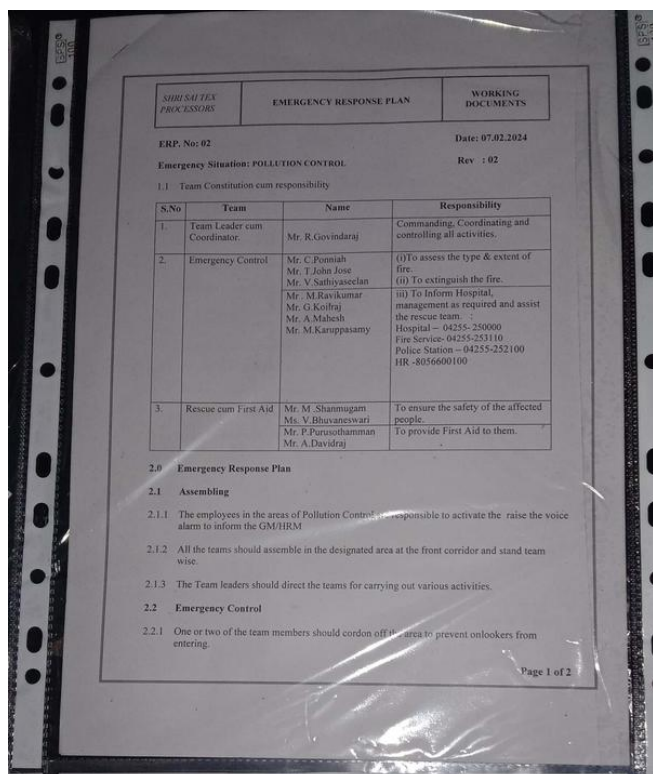 SHRI SAI TEX
PROCESSORS
EMERGENCY RESPONSE PLAN
WORKING
DOCUMENTS
ERP. No: 02
Date: 07.02.2024
Emergency Situation: POLLUTION CONTROL
Rev : 02
1.1 Team Constitution cum responsibility
S.No Team Name Responsibility
1. Team Leader cum
Coordinator.
Mr. R.Govindaraj
Commanding, Coordinating and
controlling all activities.
2. Emergency Control
Mr. C.Ponniah
Mr. T.John Jose
Mr. V.Sathiyaseelan
(i)To assess the type & extent of
fire.
(ii) To extinguish the fire.
Mr. M.Ravikumar
Mr. G.Koilraj
Mr. A.Mahesh
Mr. M.Karuppasamy
iii) To Inform Hospital,
management as required and assist
the rescue team. :
Hospital – 04255- 250000
Fire Service- 04255-253110
Police Station – 04255-252100
HR -8056600100
3. Rescue cum First Aid
Mr. M .Shanmugam
Ms. V.Bhuvaneswari
To ensure the safety of the affected
people.
Mr. P.Purusothamman
Mr. A.Davidraj
To provide First Aid to them.
2.0 Emergency Response Plan
2.1 Assembling
2.1.1 The employees in the areas of Pollution Control, responsible to activate the raise the voice
alarm to inform the GM/HRM
2.1.2 All the teams should assemble in the designated area at the front corridor and stand team
wise.
2.1.3 The Team leaders should direct the teams for carrying out various activities.
2.2 Emergency Control
2.2.1 One or two of the team members should cordon off the area to prevent onlookers from
entering.
Page 1 of 2